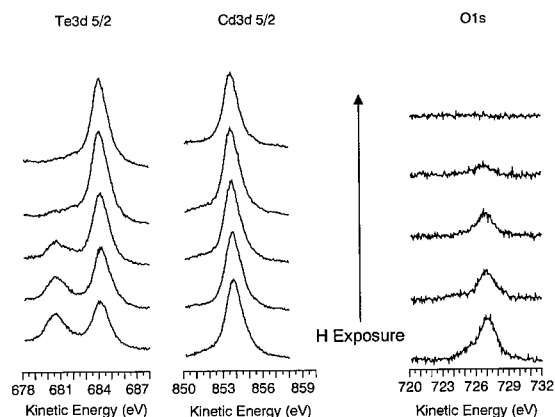 Te3d 5/2
Cd3d 5/2
O1s
H Exposure
678 681 684 687
850 853 856 859
720 723 726 729 732
Kinetic Energy (eV)
Kinetic Energy (eV)
Kinetic Energy (eV)